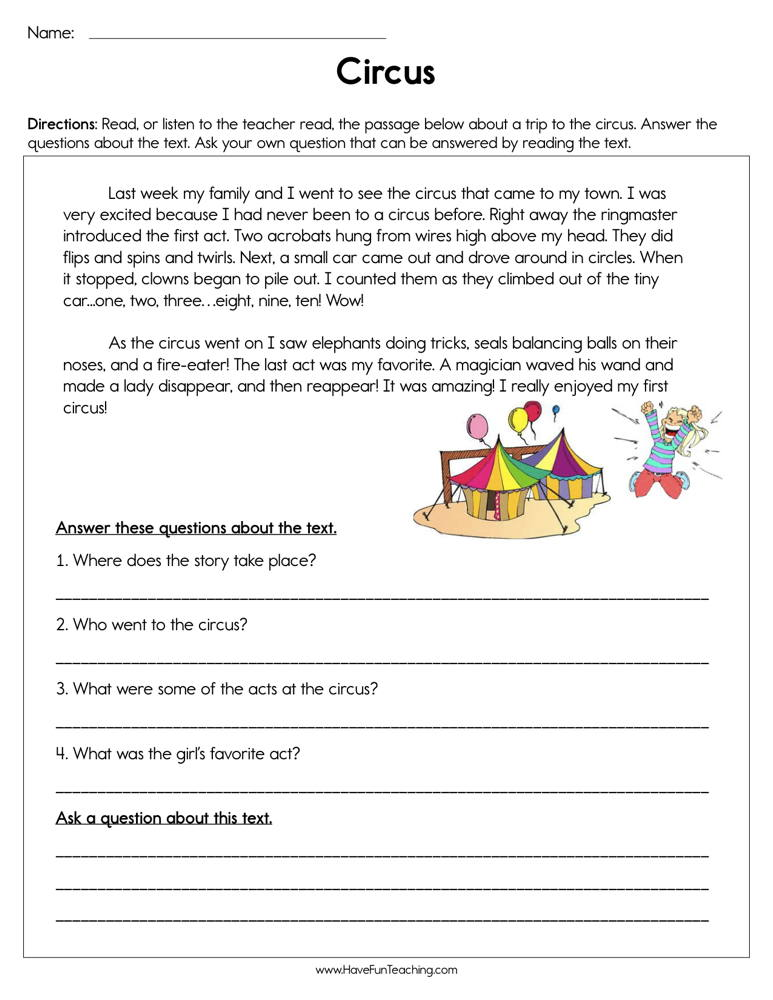 Name: ____________________
Circus
Directions: Read, or listen to the teacher read, the passage below about a trip to the circus. Answer the
questions about the text. Ask your own question that can be answered by reading the text.
Last week my family and I went to see the circus that came to my town. I was
very excited because I had never been to a circus before. Right away the ringmaster
introduced the first act. Two acrobats hung from wires high above my head. They did
flips and spins and twirls. Next, a small car came out and drove around in circles. When
it stopped, clowns began to pile out. I counted them as they climbed out of the tiny
car...one, two, three...eight, nine, ten! Wow!
As the circus went on I saw elephants doing tricks, seals balancing balls on their
noses, and a fire-eater! The last act was my favorite. A magician waved his wand and
made a lady disappear, and then reappear! It was amazing! I really enjoyed my first
circus!
Answer these questions about the text.
1. Where does the story take place?
2. Who went to the circus?
3. What were some of the acts at the circus?
4. What was the girl's favorite act?
Ask a question about this text.
www.HaveFunTeaching.com